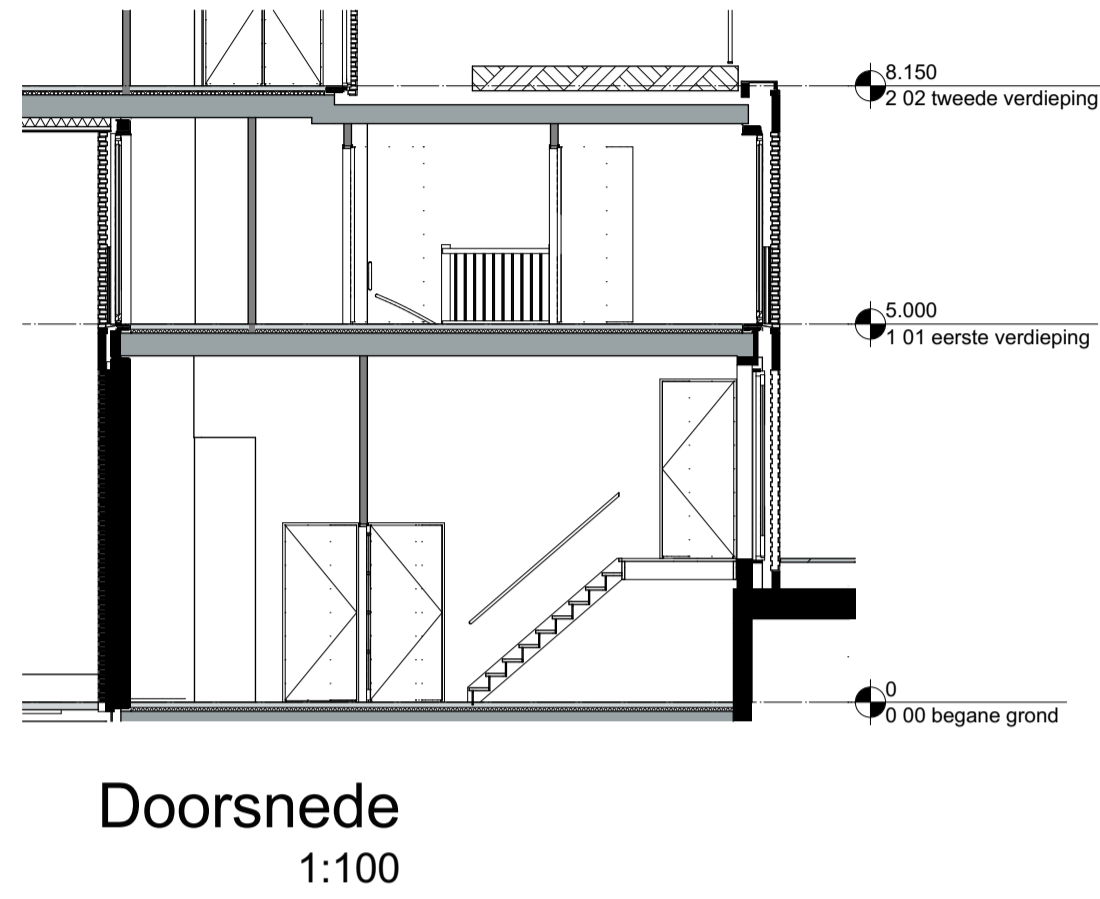 8.150
2 02 tweede verdieping
5.000
1 01 eerste verdieping
0
0 00 begane grond
Doorsnede
1:100